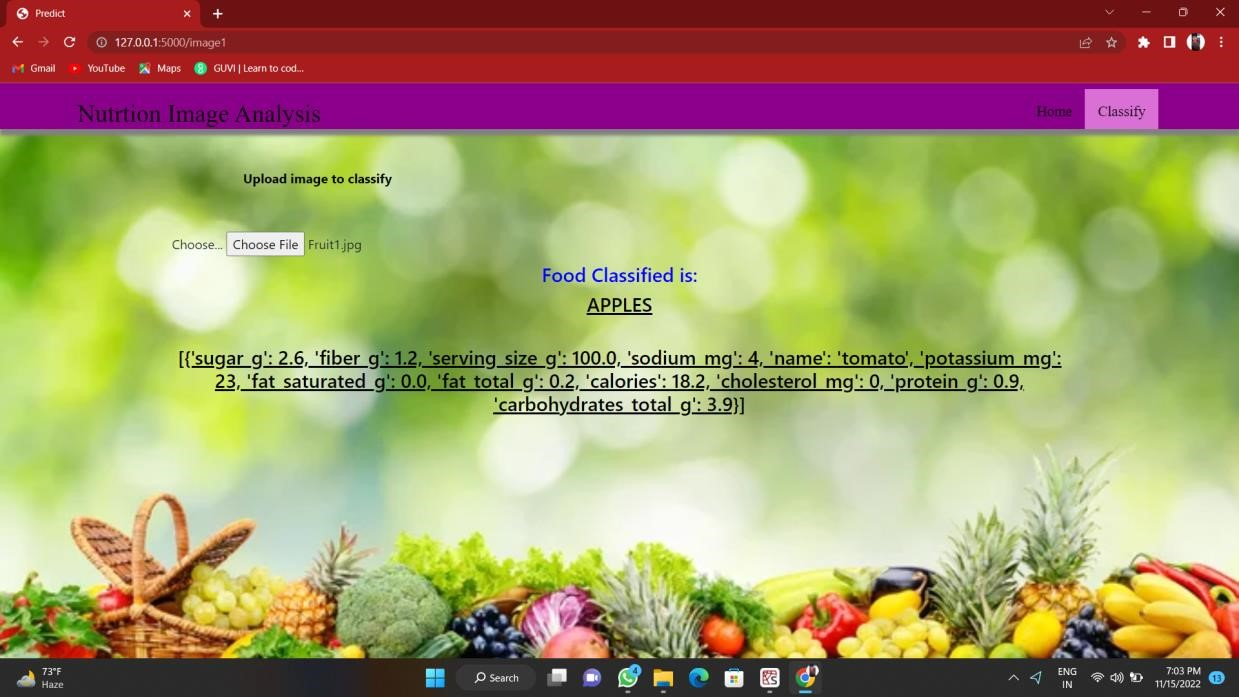 Predict
127.0.0.1:5000/image1
Gmail YouTube Maps GUVI | Learn to cod...
Nutrtion Image Analysis Home Classify
Upload image to classify
Choose... Choose File Fruit1.jpg
Food Classified is:
APPLES
[{'sugar_g': 2.6, 'fiber_g': 1.2, 'serving_size_g': 100.0, 'sodium_mg': 4, 'name': 'tomato', 'potassium_mg':
23, 'fat_saturated_g': 0.0, 'fat_total_g': 0.2, 'calories': 18.2, 'cholesterol_mg': 0, 'protein_g': 0.9,
'carbohydrates_total_g': 3.9}]
73°F
Haze
Search
4
ENG
IN
7:03 PM
11/15/2022
13